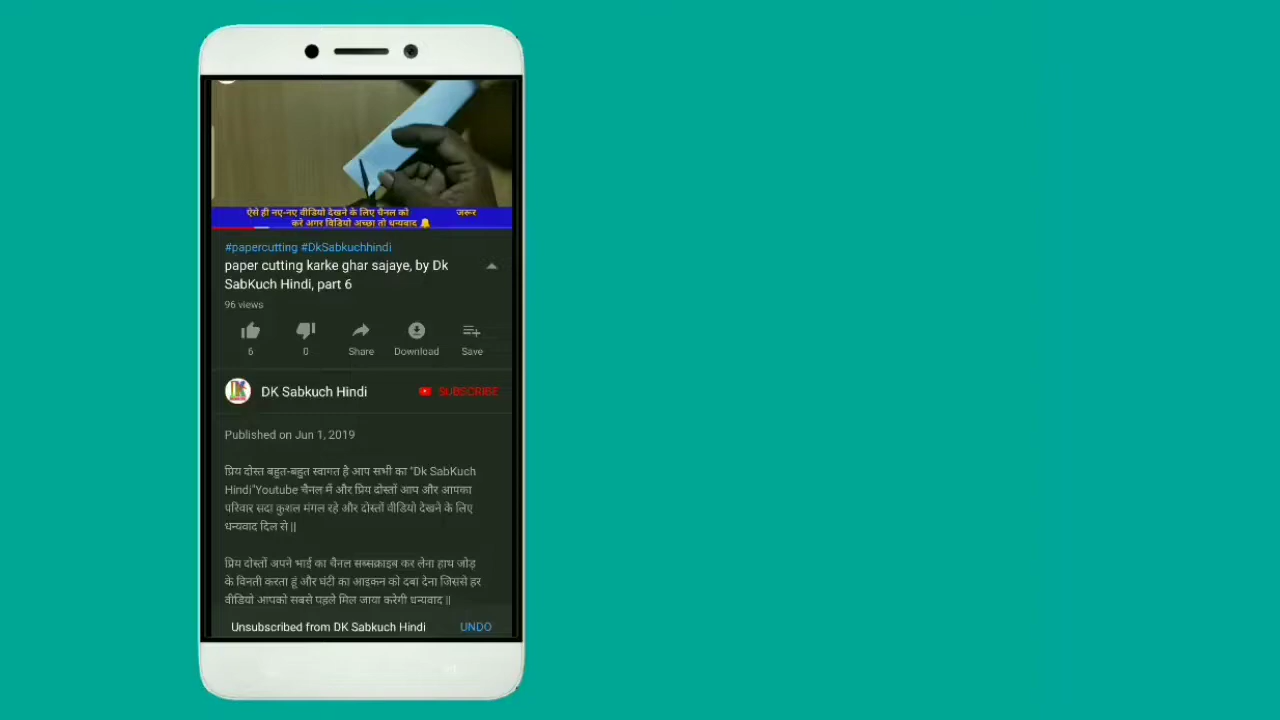 ऐसे ही नए-नए वीडियो देखने के लिए चैनल को जरूर
करे अगर विडियो अच्छा तो धन्यवाद
#papercutting #DkSabkuchhindi
paper cutting karke ghar sajaye, by Dk
SabKuch Hindi, part 6
96 views
6 0 Share Download Save
DK Sabkuch Hindi SUBSCRIBE
Published on Jun 1, 2019
प्रिय दोस्त बहुत-बहुत स्वागत है आप सभी का "Dk SabKuch
Hindi"Youtube चैनल में और प्रिय दोस्तों आप और आपका
परिवार सदा कुशल मंगल रहे और दोस्तों वीडियो देखने के लिए
धन्यवाद दिल से ||
प्रिय दोस्तों अपने भाई का चैनल सब्सक्राइब कर लेना हाथ जोड़
के विनती करता हूं और घंटी का आइकन को दबा देना जिससे हर
वीडियो आपको सबसे पहले मिल जाया करेगी धन्यवाद ||
Unsubscribed from DK Sabkuch Hindi UNDO